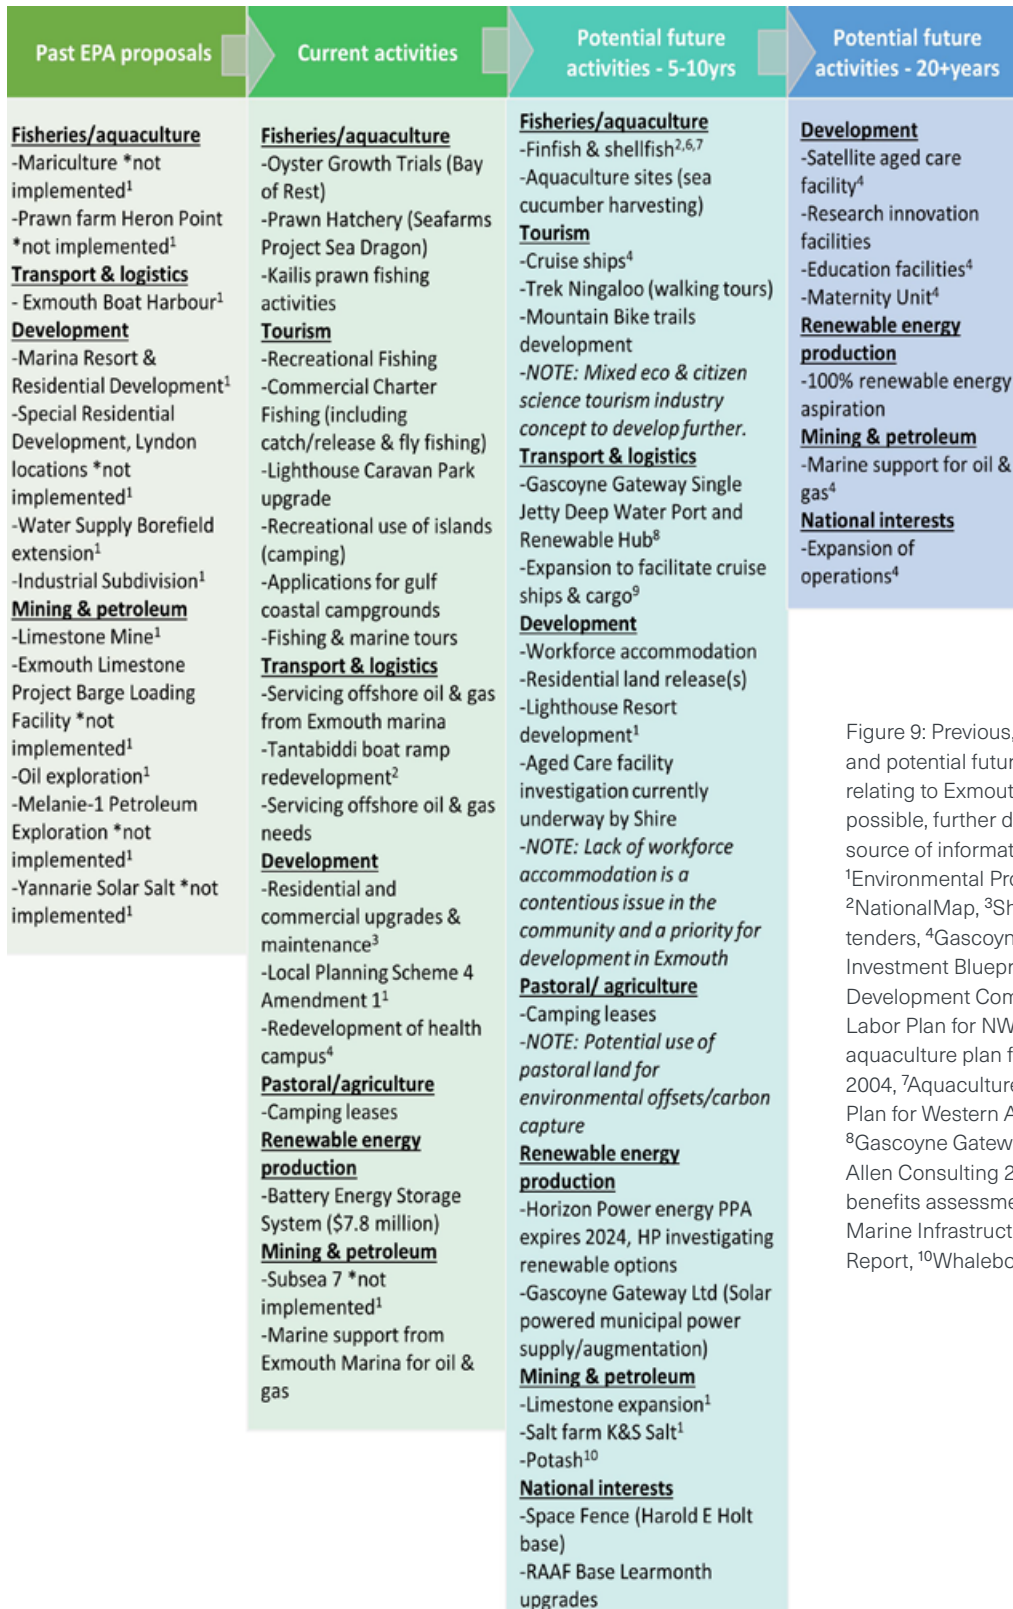 Past EPA proposals
Fisheries/aquaculture
-Mariculture *not
implemented¹
-Prawn farm Heron Point
*not implemented¹
Transport & logistics
- Exmouth Boat Harbour¹
Development
-Marina Resort &
Residential Development¹
-Special Residential
Development, Lyndon
locations *not
implemented¹
-Water Supply Borefield
extension¹
-Industrial Subdivision¹
Mining & petroleum
-Limestone Mine¹
-Exmouth Limestone
Project Barge Loading
Facility *not
implemented¹
-Oil exploration¹
-Melanie-1 Petroleum
Exploration *not
implemented¹
-Yannarie Solar Salt *not
implemented¹
Current activities
Fisheries/aquaculture
-Oyster Growth Trials (Bay
of Rest)
-Prawn Hatchery (Seafarms
Project Sea Dragon)
-Kailis prawn fishing
activities
Tourism
-Recreational Fishing
-Commercial Charter
Fishing (including
catch/release & fly fishing)
-Lighthouse Caravan Park
upgrade
-Recreational use of islands
(camping)
-Applications for gulf
coastal campgrounds
-Fishing & marine tours
Transport & logistics
-Servicing offshore oil & gas
from Exmouth marina
-Tantabiddi boat ramp
redevelopment²
-Servicing offshore oil & gas
needs
Development
-Residential and
commercial upgrades &
maintenance³
-Local Planning Scheme 4
Amendment 1¹
-Redevelopment of health
campus⁴
Pastoral/agriculture
-Camping leases
Renewable energy
production
-Battery Energy Storage
System ($7.8 million)
Mining & petroleum
-Subsea 7 *not
implemented¹
-Marine support from
Exmouth Marina for oil &
gas
Potential future
activities - 5-10yrs
Fisheries/aquaculture
-Finfish & shellfish²,⁶,⁷
-Aquaculture sites (sea
cucumber harvesting)
Tourism
-Cruise ships⁴
-Trek Ningaloo (walking tours)
-Mountain Bike trails
development
-NOTE: Mixed eco & citizen
science tourism industry
concept to develop further.
Transport & logistics
-Gascoyne Gateway Single
Jetty Deep Water Port and
Renewable Hub⁸
-Expansion to facilitate cruise
ships & cargo⁹
Development
-Workforce accommodation
-Residential land release(s)
-Lighthouse Resort
development¹
-Aged Care facility
investigation currently
underway by Shire
-NOTE: Lack of workforce
accommodation is a
contentious issue in the
community and a priority for
development in Exmouth
Pastoral/ agriculture
-Camping leases
-NOTE: Potential use of
pastoral land for
environmental offsets/carbon
capture
Renewable energy
production
-Horizon Power energy PPA
expires 2024, HP investigating
renewable options
-Gascoyne Gateway Ltd (Solar
powered municipal power
supply/augmentation)
Mining & petroleum
-Limestone expansion¹
-Salt farm K&S Salt¹
-Potash¹⁰
National interests
-Space Fence (Harold E Holt
base)
-RAAF Base Learmonth
upgrades
Potential future
activities - 20+years
Development
-Satellite aged care
facility⁴
-Research innovation
facilities
-Education facilities⁴
-Maternity Unit⁴
Renewable energy
production
-100% renewable energy
aspiration
Mining & petroleum
-Marine support for oil &
gas⁴
National interests
-Expansion of
operations⁴
Figure 9: Previous,
and potential futur
relating to Exmout
possible, further d
source of informat
¹Environmental Pro
²NationalMap, ³Sh
tenders, ⁴Gascoyn
Investment Bluepr
Development Com
Labor Plan for NW
aquaculture plan f
2004, ⁷Aquaculture
Plan for Western A
⁸Gascoyne Gatew
Allen Consulting 2
benefits assessme
Marine Infrastruct
Report, ¹⁰Whalebo